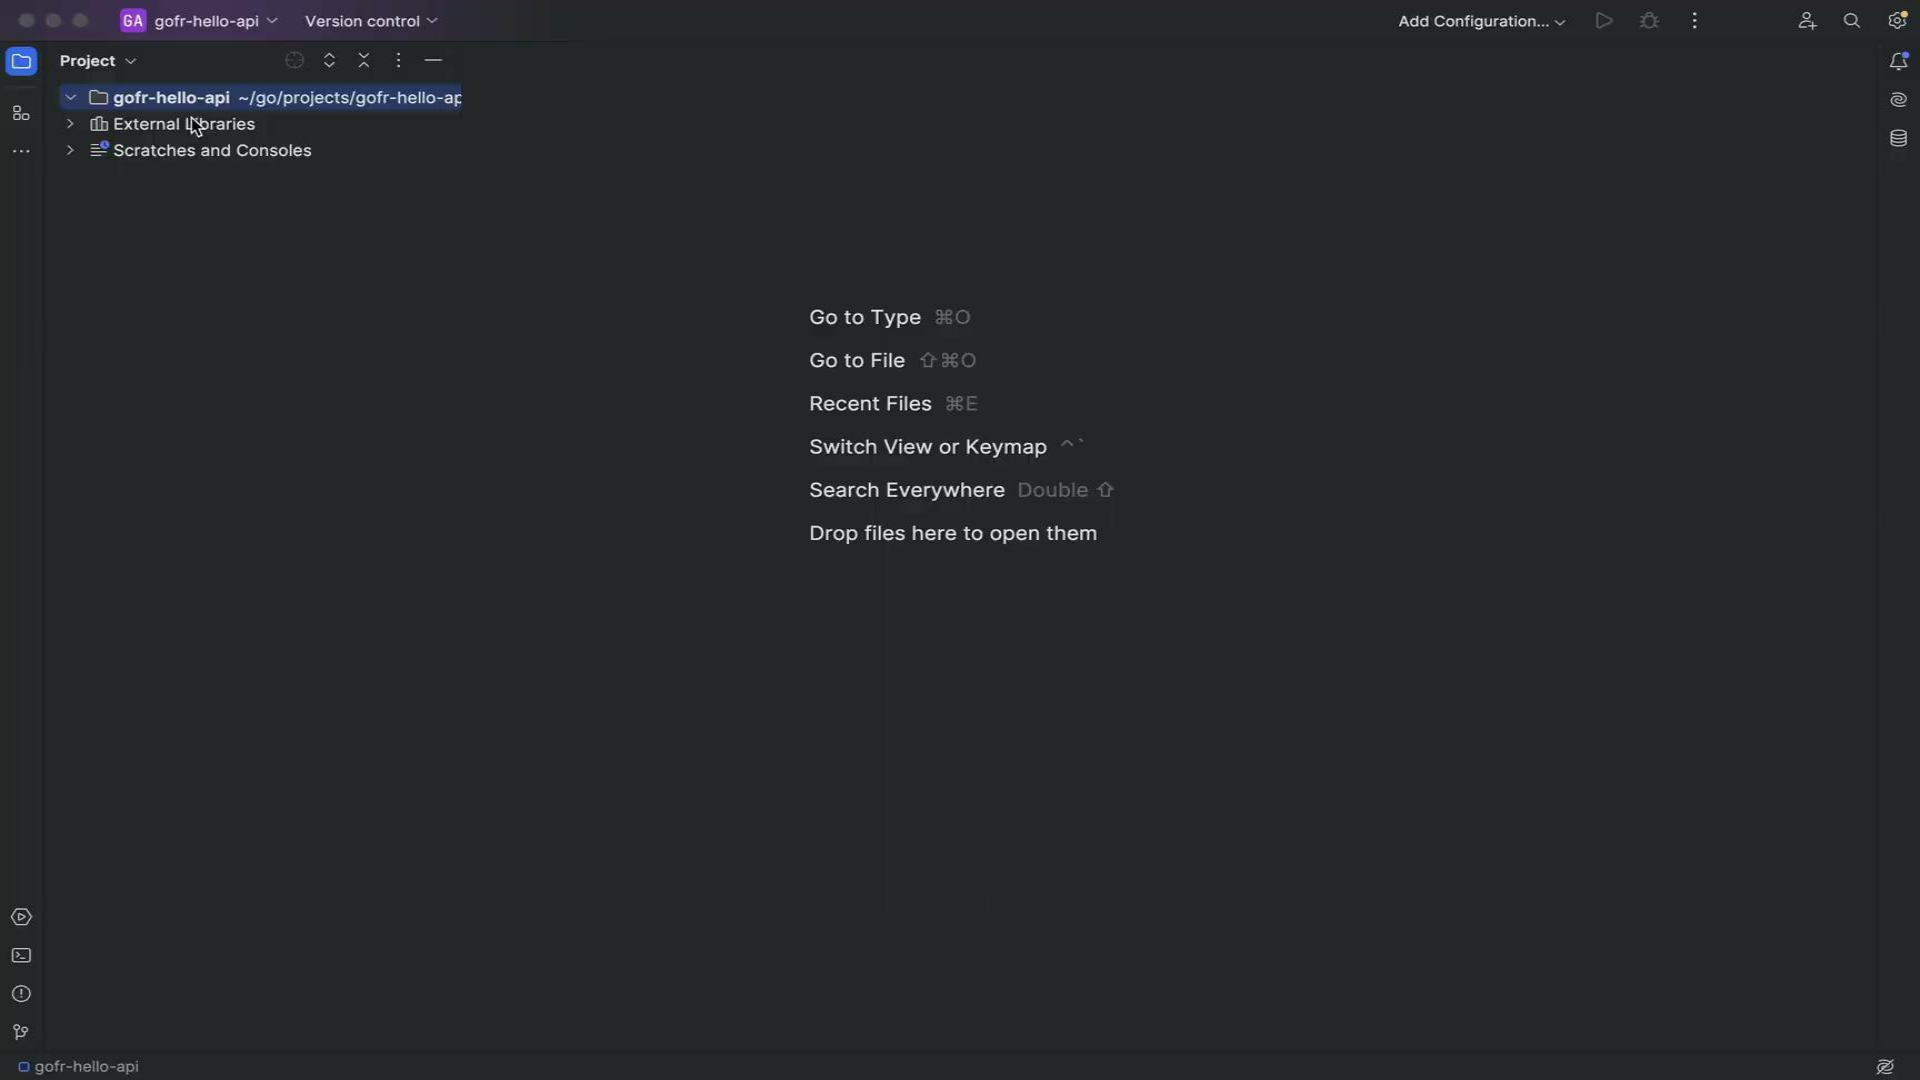 GA gofr-hello-api Version control Add Configuration...
Project
gofr-hello-api ~/go/projects/gofr-hello-ap
External Libraries
Scratches and Consoles
Go to Type ⌘O
Go to File ⇧⌘O
Recent Files ⌘E
Switch View or Keymap ^`
Search Everywhere Double ⇧
Drop files here to open them
gofr-hello-api